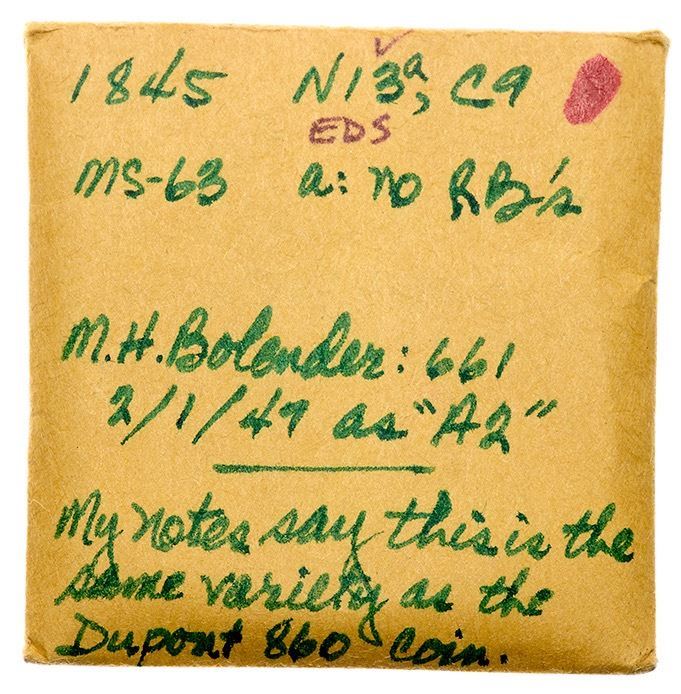 1845 N13a, C9
EDS
MS-63 a: no RB's
M.H. Bolender: 661
2/1/47 as "A2"
My notes say this is the
same variety as the
Dupont 860 coin.